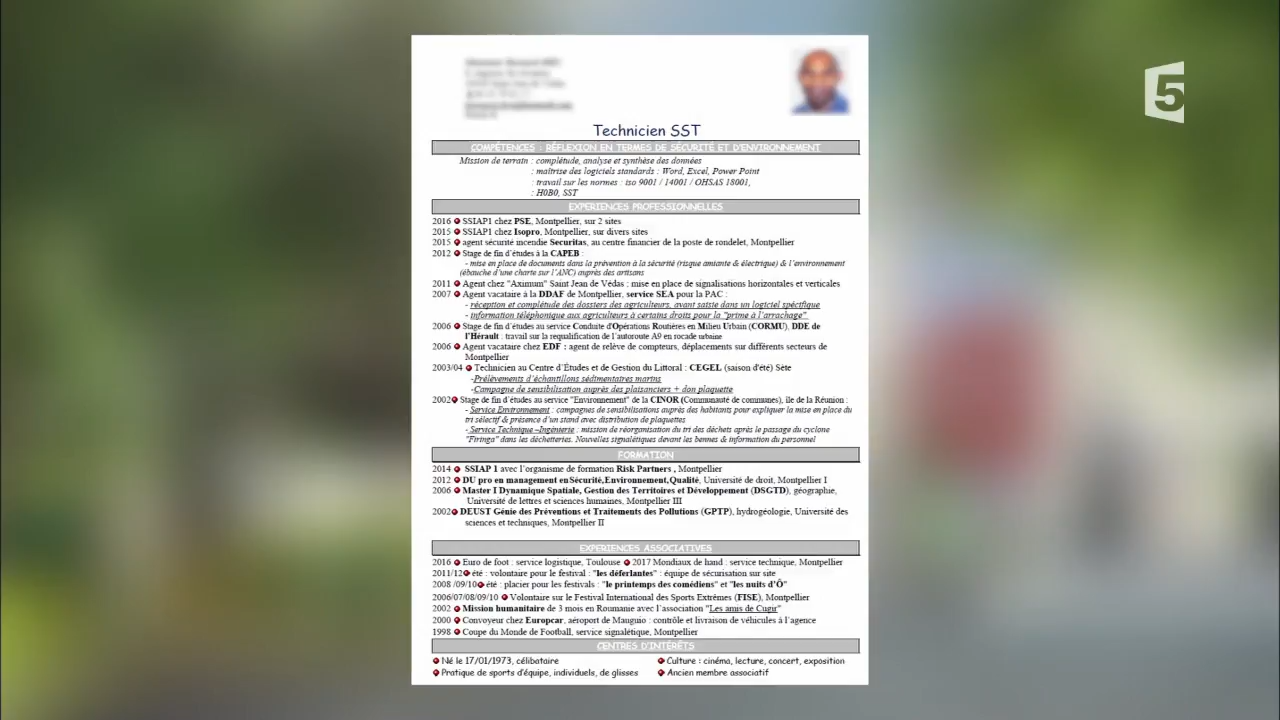 5
Technicien SST
COMPÉTENCES : RÉFLEXION EN TERMES DE SÉCURITÉ ET D'ENVIRONNEMENT
Mission de terrain : complétude, analyse et synthèse des données
: maîtrise des logiciels standards : Word, Excel, Power Point
: travail sur les normes : iso 9001 / 14001 / OHSAS 18001,
: H0B0, SST
EXPERIENCES PROFESSIONNELLES
2016 SSIAP1 chez PSE, Montpellier, sur 2 sites
2015 SSIAP1 chez Isopro, Montpellier, sur divers sites
2015 agent sécurité incendie Securitas, au centre financier de la poste de rondelet, Montpellier
2012 Stage de fin d'études à la CAPEB :
- mise en place de documents dans la prévention à la sécurité (risque amiante & électrique) & l'environnement
(ébauche d'une charte sur l'ANC) auprès des artisans
2011 Agent chez "Aximum" Saint Jean de Védas : mise en place de signalisations horizontales et verticales
2007 Agent vacataire à la DDAF de Montpellier, service SEA pour la PAC :
- réception et complétude des dossiers des agriculteurs, avant saisie dans un logiciel spécifique
- information téléphonique aux agriculteurs à certains droits pour la "prime à l'arrachage"
2006 Stage de fin d'études au service Conduite d'Opérations Routières en Milieu Urbain (CORMU), DDE de
l'Hérault : travail sur la requalification de l'autoroute A9 en rocade urbaine
2006 Agent vacataire chez EDF : agent de relève de compteurs, déplacements sur différents secteurs de
Montpellier
2003/04 Technicien au Centre d'Études et de Gestion du Littoral : CEGEL (saison d'été) Sète
-Prélèvements d'échantillons sédimentaires marins
-Campagne de sensibilisation auprès des plaisanciers + don plaquette
2002 Stage de fin d'études au service "Environnement" de la CINOR (Communauté de communes), île de la Réunion :
- Service Environnement : campagnes de sensibilisations auprès des habitants pour expliquer la mise en place du
tri sélectif & présence d'un stand avec distribution de plaquettes
- Service Technique –Ingénierie : mission de réorganisation du tri des déchets après le passage du cyclone
"Firinga" dans les déchetteries. Nouvelles signalétiques devant les bennes & information du personnel
FORMATION
2014 SSIAP 1 avec l'organisme de formation Risk Partners , Montpellier
2012 DU pro en management en Sécurité, Environnement, Qualité, Université de droit, Montpellier I
2006 Master I Dynamique Spatiale, Gestion des Territoires et Développement (DSGTD), géographie,
Université de lettres et sciences humaines, Montpellier III
2002 DEUST Génie des Préventions et Traitements des Pollutions (GPTP), hydrogéologie, Université des
sciences et techniques, Montpellier II
EXPERIENCES ASSOCIATIVES
2016 Euro de foot : service logistique, Toulouse 2017 Mondiaux de hand : service technique, Montpellier
2011/12 été : volontaire pour le festival : "les déferlantes" : équipe de sécurisation sur site
2008 /09/10 été : placier pour les festivals : "le printemps des comédiens" et "les nuits d'Ô"
2006/07/08/09/10 Volontaire sur le Festival International des Sports Extrêmes (FISE), Montpellier
2002 Mission humanitaire de 3 mois en Roumanie avec l'association "Les amis de Cugir"
2000 Convoyeur chez Europcar, aéroport de Mauguio : contrôle et livraison de véhicules à l'agence
1998 Coupe du Monde de Football, service signalétique, Montpellier
CENTRES D'INTÉRÊTS
Né le 17/01/1973, célibataire
Culture : cinéma, lecture, concert, exposition
Pratique de sports d'équipe, individuels, de glisses
Ancien membre associatif